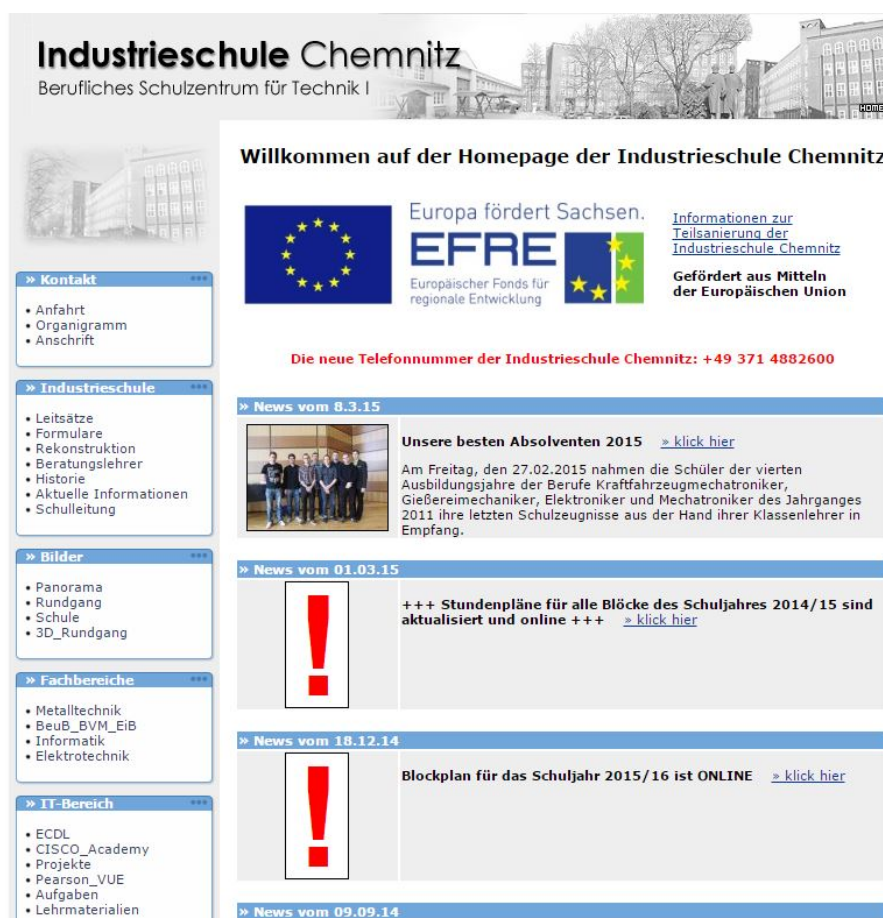 Industrieschule Chemnitz
Berufliches Schulzentrum für Technik I
HOME
Willkommen auf der Homepage der Industrieschule Chemnitz
Europa fördert Sachsen.
EFRE
Europäischer Fonds für
regionale Entwicklung
Informationen zur
Teilsanierung der
Industrieschule Chemnitz
Gefördert aus Mitteln
der Europäischen Union
Die neue Telefonnummer der Industrieschule Chemnitz: +49 371 4882600
» Kontakt
• Anfahrt
• Organigramm
• Anschrift
» Industrieschule
• Leitsätze
• Formulare
• Rekonstruktion
• Beratungslehrer
• Historie
• Aktuelle Informationen
• Schulleitung
» Bilder
• Panorama
• Rundgang
• Schule
• 3D_Rundgang
» Fachbereiche
• Metalltechnik
• BeuB_BVM_EiB
• Informatik
• Elektrotechnik
» IT-Bereich
• ECDL
• CISCO_Academy
• Projekte
• Pearson_VUE
• Aufgaben
• Lehrmaterialien
» News vom 8.3.15
Unsere besten Absolventen 2015 » klick hier
Am Freitag, den 27.02.2015 nahmen die Schüler der vierten
Ausbildungsjahre der Berufe Kraftfahrzeugmechatroniker,
Gießereimechaniker, Elektroniker und Mechatroniker des Jahrganges
2011 ihre letzten Schulzeugnisse aus der Hand ihrer Klassenlehrer in
Empfang.
» News vom 01.03.15
!
+++ Stundenpläne für alle Blöcke des Schuljahres 2014/15 sind
aktualisiert und online +++ » klick hier
» News vom 18.12.14
!
Blockplan für das Schuljahr 2015/16 ist ONLINE » klick hier
» News vom 09.09.14